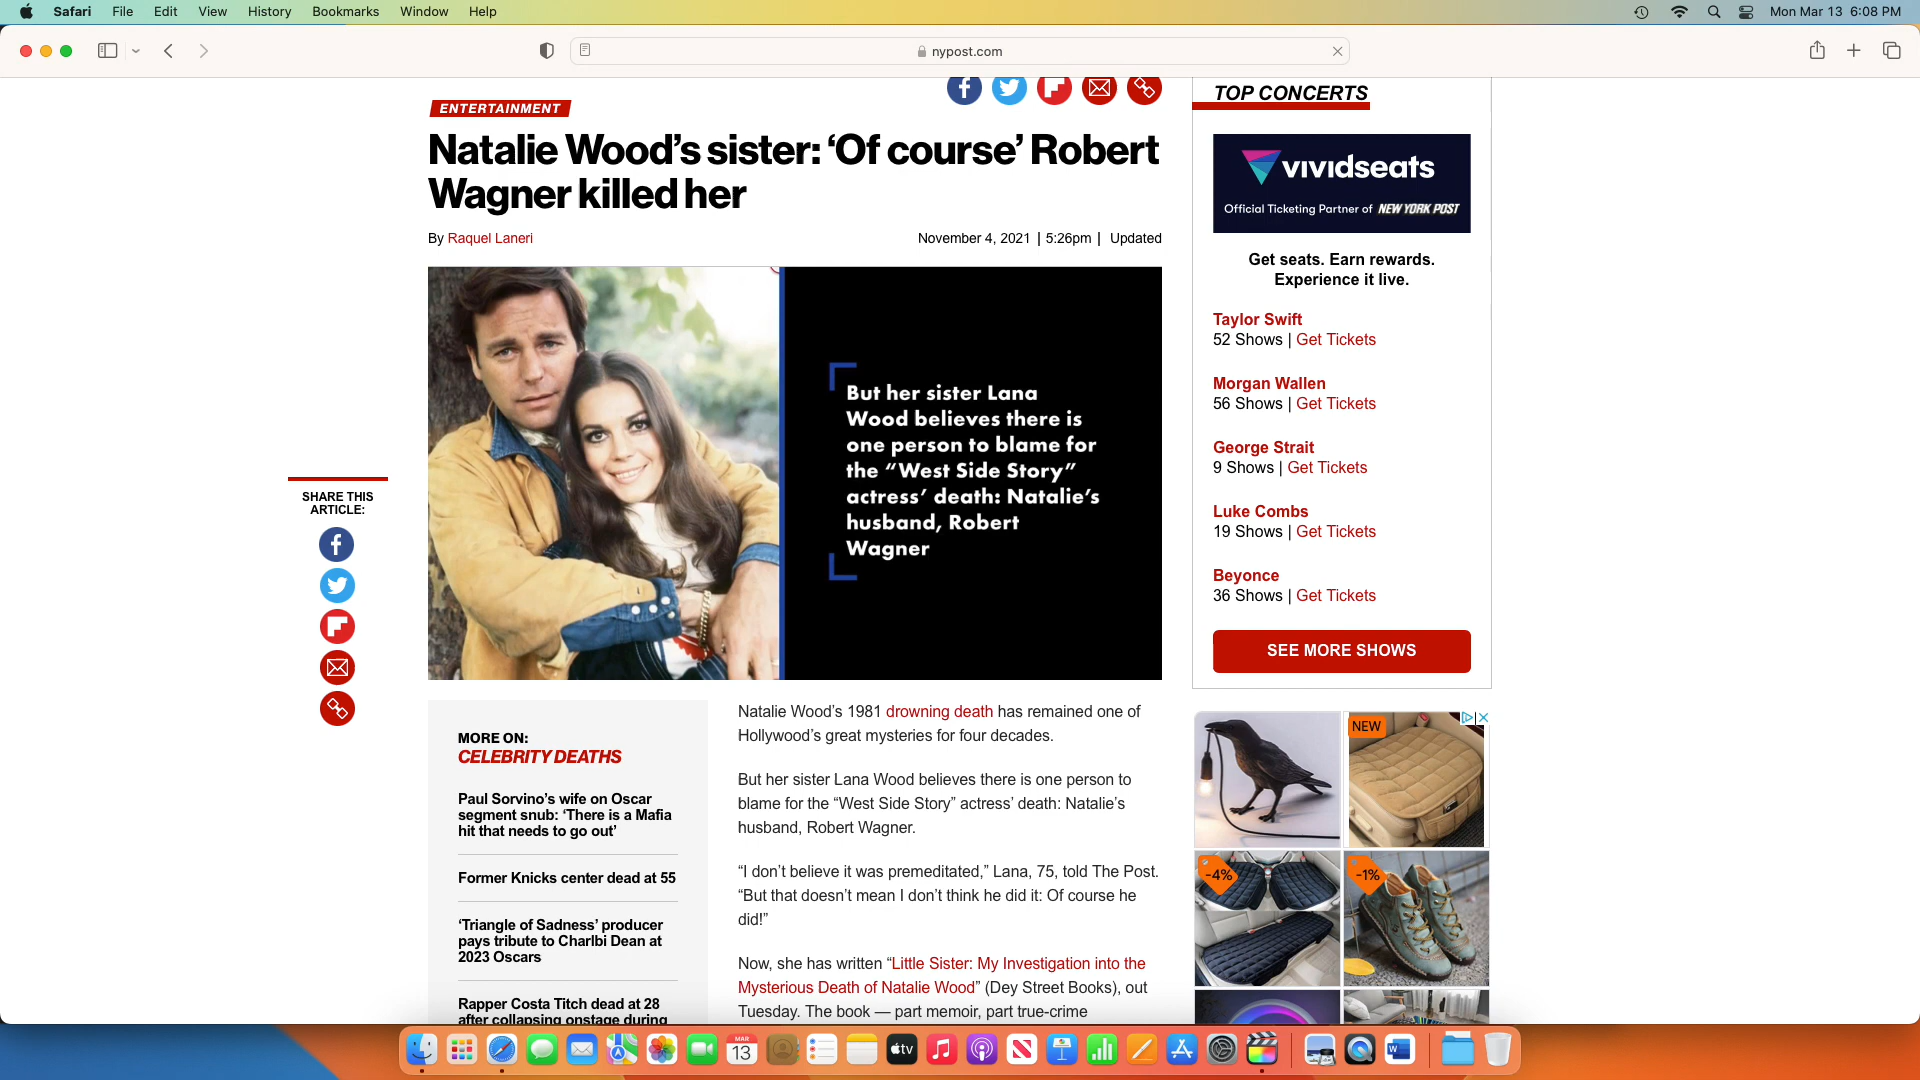 Safari File Edit View History Bookmarks Window Help
Mon Mar 13 6:08 PM
nypost.com
ENTERTAINMENT
Natalie Wood’s sister: ‘Of course’ Robert
Wagner killed her
By Raquel Laneri
November 4, 2021 | 5:26pm | Updated
But her sister Lana
Wood believes there is
one person to blame for
the “West Side Story”
actress’ death: Natalie’s
husband, Robert
Wagner
SHARE THIS
ARTICLE:
MORE ON:
CELEBRITY DEATHS
Paul Sorvino’s wife on Oscar
segment snub: ‘There is a Mafia
hit that needs to go out’
Former Knicks center dead at 55
‘Triangle of Sadness’ producer
pays tribute to Charlbi Dean at
2023 Oscars
Rapper Costa Titch dead at 28
after collapsing onstage during
Natalie Wood’s 1981 drowning death has remained one of
Hollywood’s great mysteries for four decades.
But her sister Lana Wood believes there is one person to
blame for the “West Side Story” actress’ death: Natalie’s
husband, Robert Wagner.
“I don’t believe it was premeditated,” Lana, 75, told The Post.
“But that doesn’t mean I don’t think he did it: Of course he
did!”
Now, she has written “Little Sister: My Investigation into the
Mysterious Death of Natalie Wood” (Dey Street Books), out
Tuesday. The book — part memoir, part true-crime
TOP CONCERTS
vividseats
Official Ticketing Partner of NEW YORK POST
Get seats. Earn rewards.
Experience it live.
Taylor Swift
52 Shows | Get Tickets
Morgan Wallen
56 Shows | Get Tickets
George Strait
9 Shows | Get Tickets
Luke Combs
19 Shows | Get Tickets
Beyonce
36 Shows | Get Tickets
SEE MORE SHOWS
NEW
-4%
-1%
MAR
13
tv
W